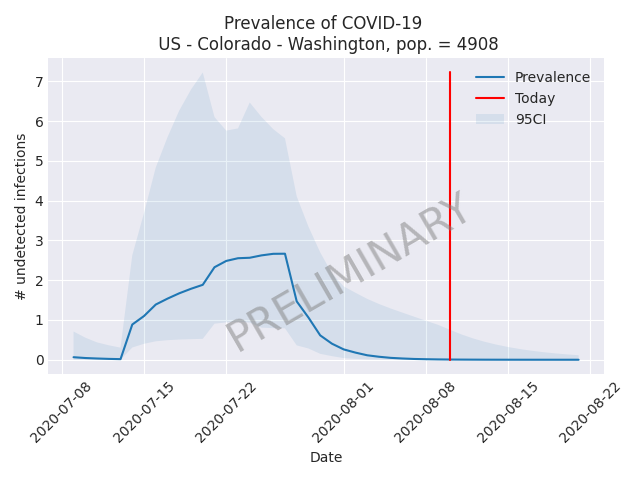 Prevalence of COVID-19
US - Colorado - Washington, pop. = 4908
# undetected infections
7
6
5
4
3
2
1
0
Prevalence
Today
95CI
PRELIMINARY
2020-07-08
2020-07-15
2020-07-22
2020-08-01
2020-08-08
2020-08-15
2020-08-22
Date